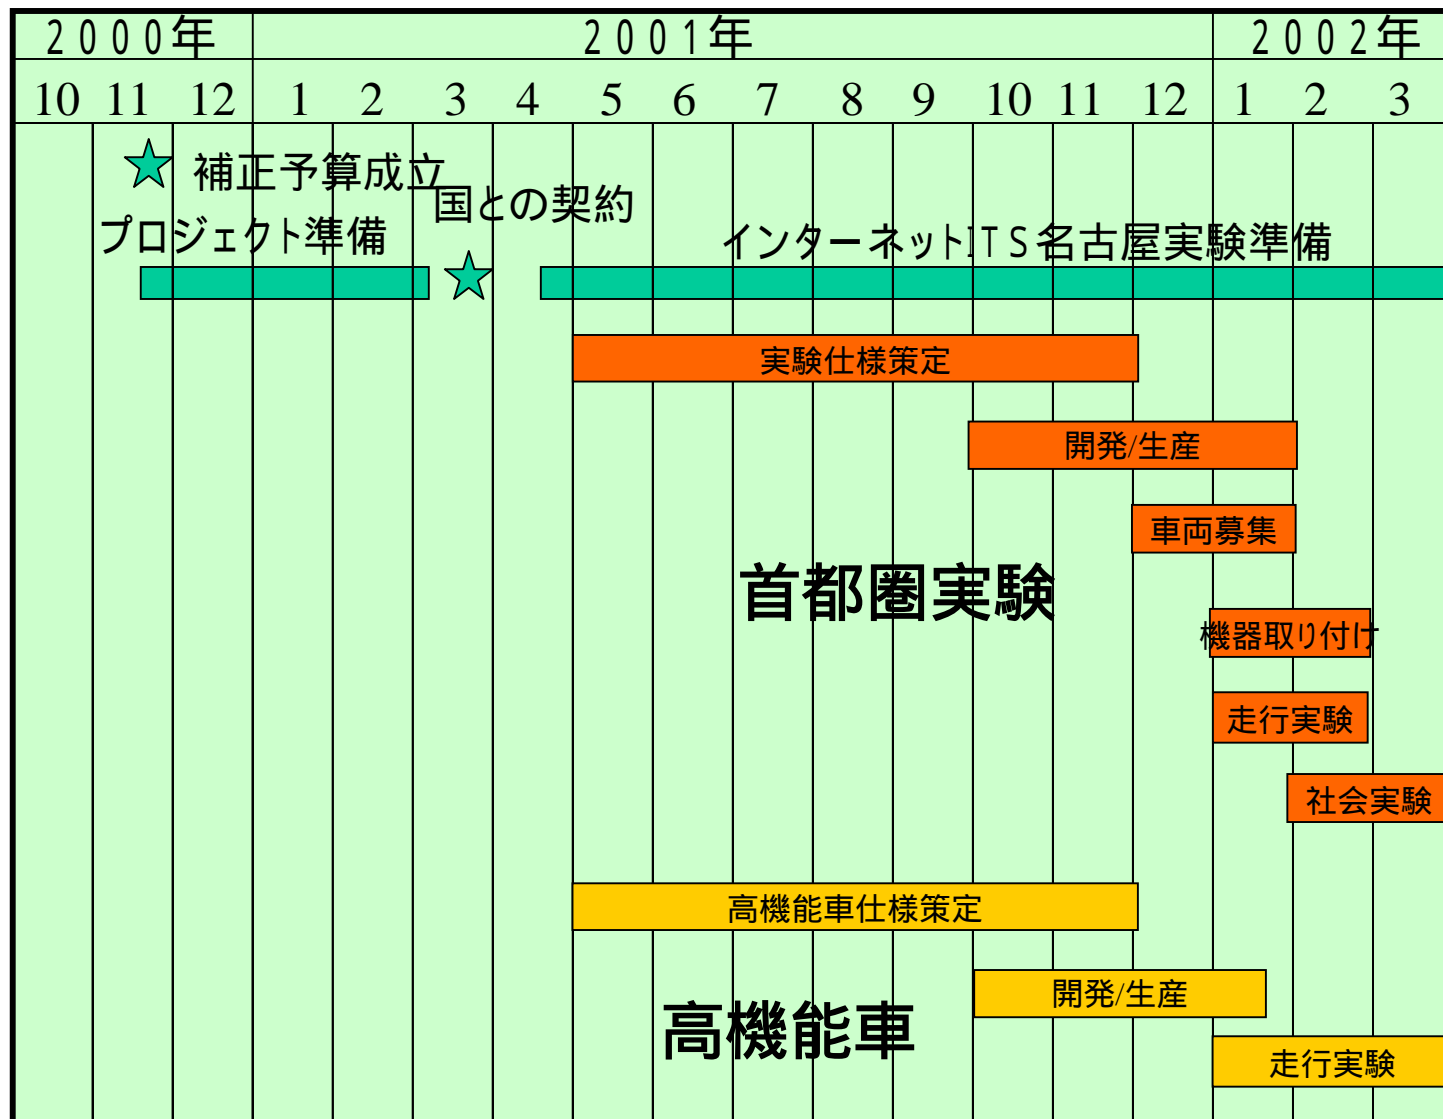 2000年 2001年 2002年
10 11 12 1 2 3 4 5 6 7 8 9 10 11 12 1 2 3
補正予算成立
国との契約
プロジェクト準備
インターネットITS名古屋実験準備
実験仕様策定
開発/生産
車両募集
首都圏実験
機器取り付け
走行実験
社会実験
高機能車仕様策定
開発/生産
高機能車
走行実験